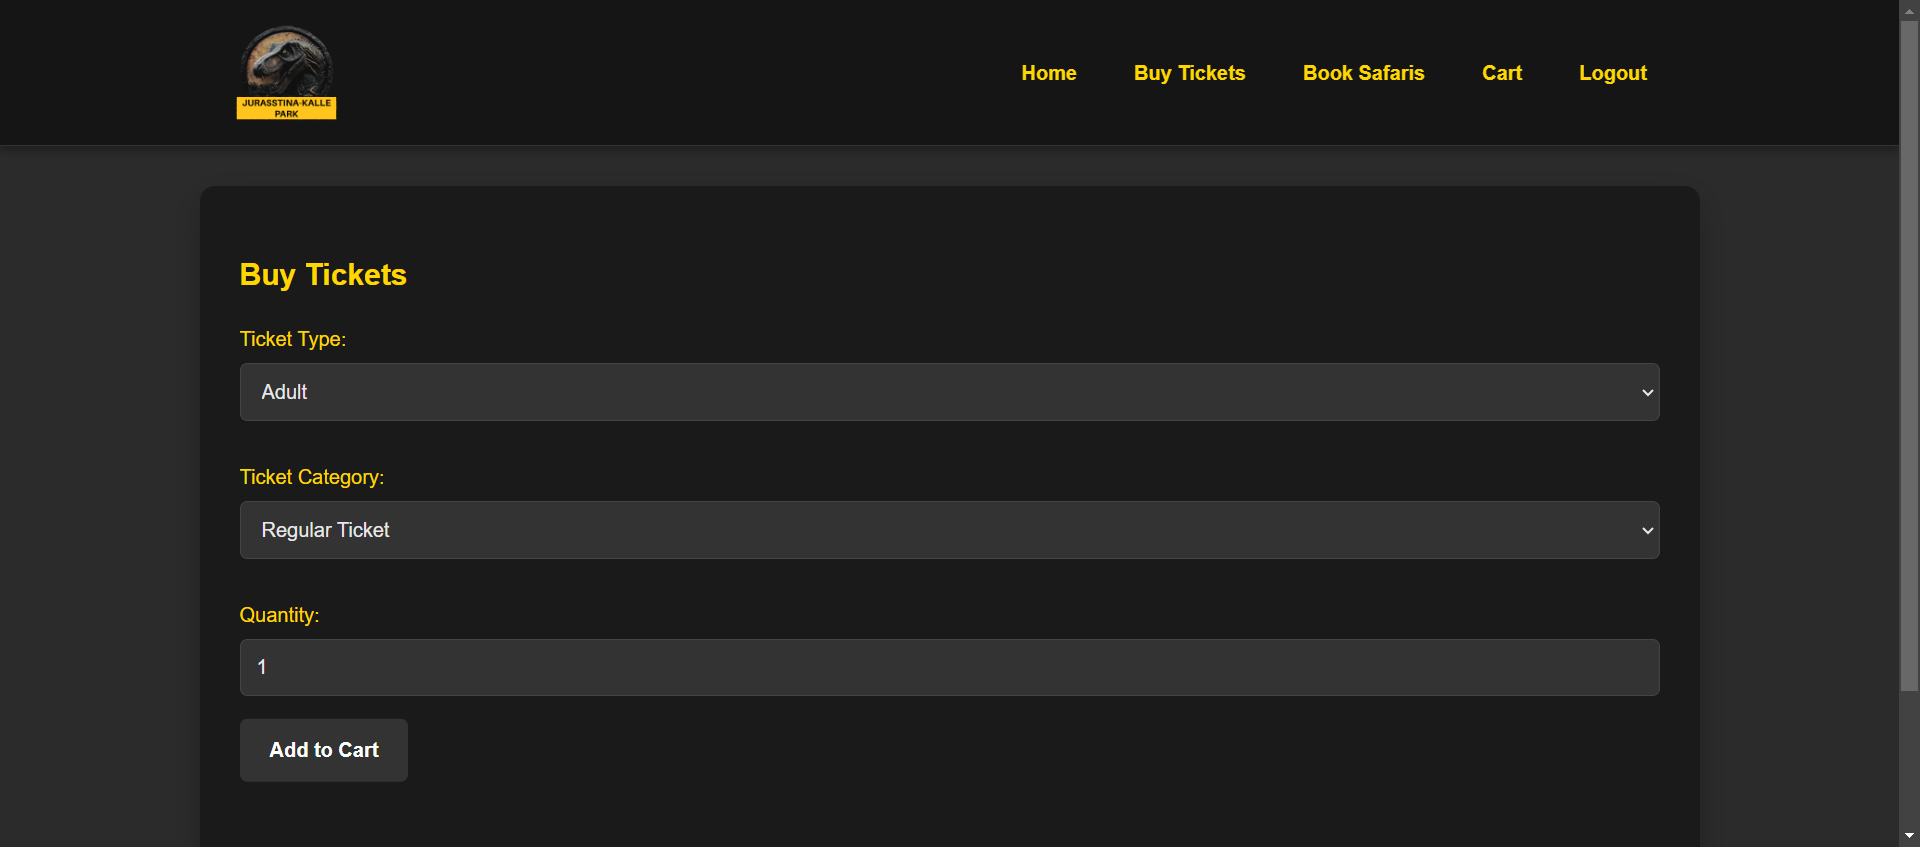 JURASSTINA-KALLE
PARK
Home
Buy Tickets
Book Safaris
Cart
Logout
Buy Tickets
Ticket Type:
Adult
Ticket Category:
Regular Ticket
Quantity:
1
Add to Cart